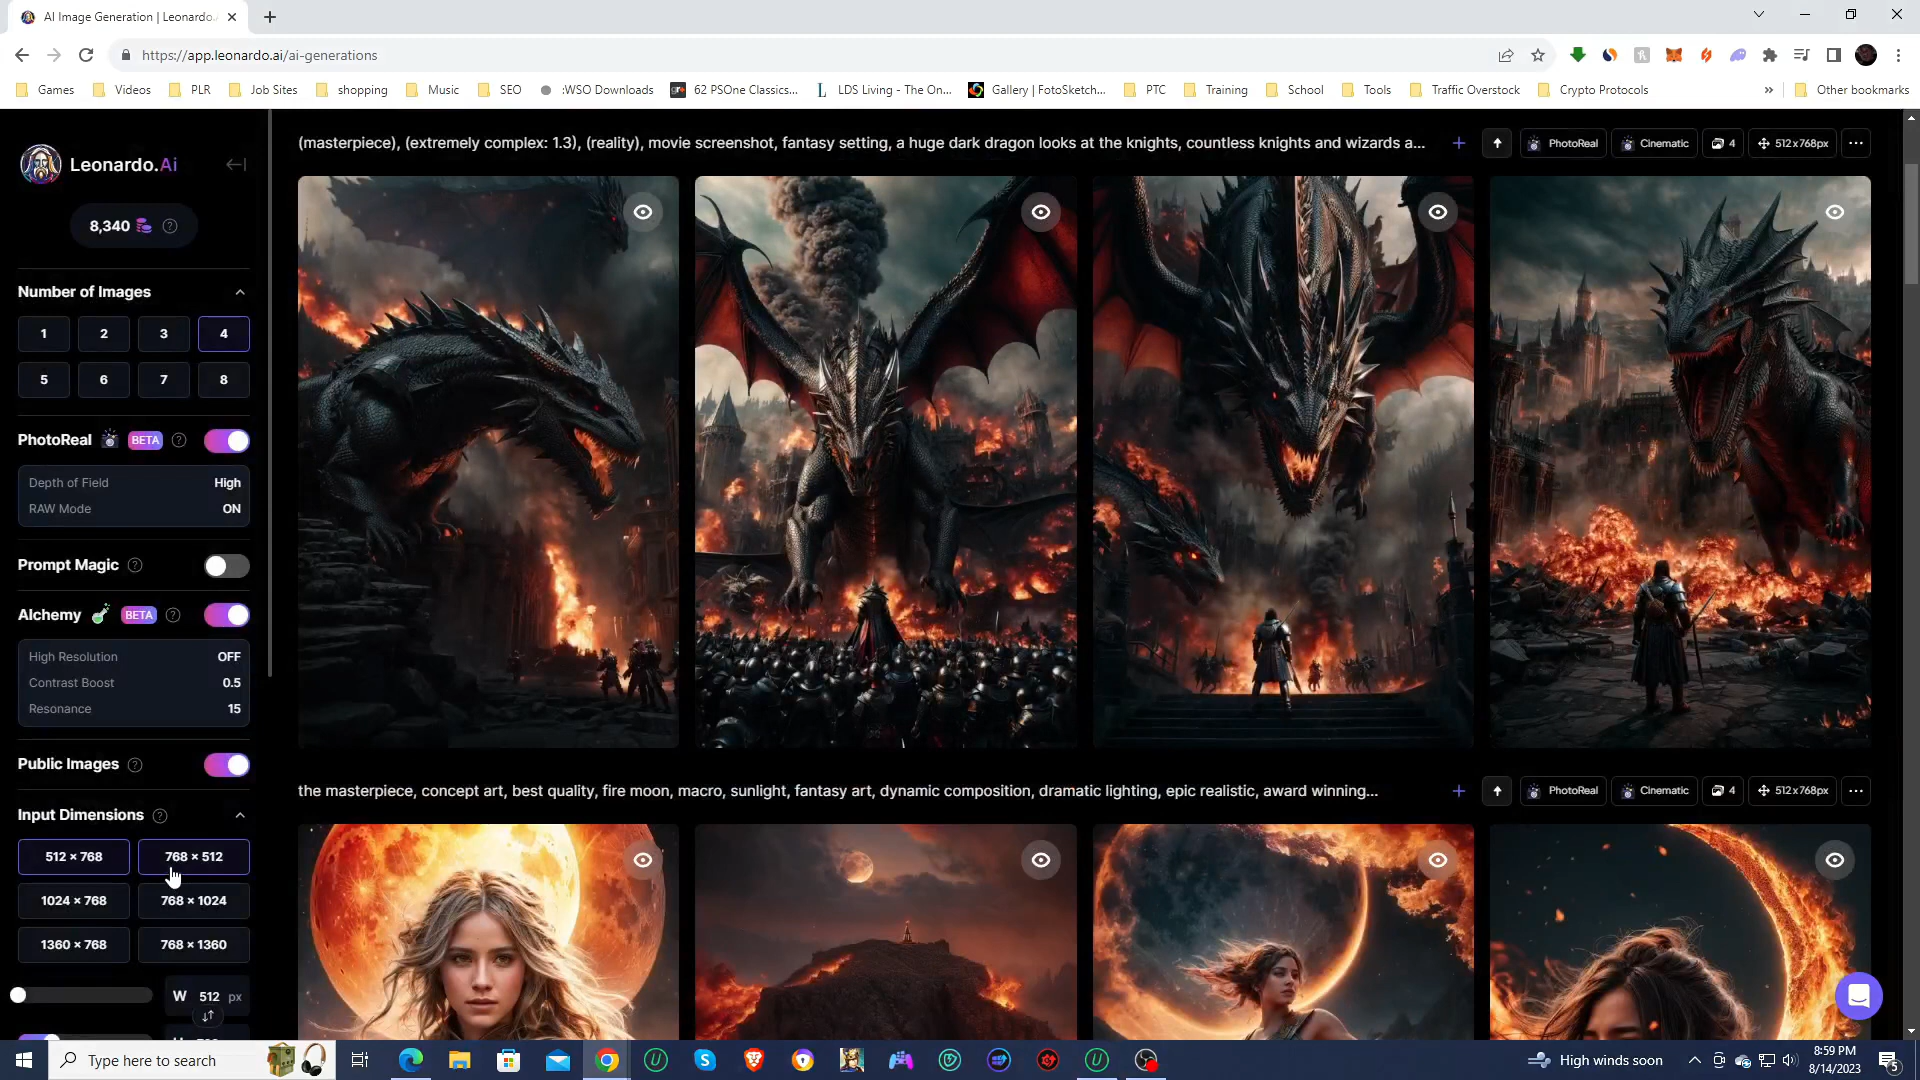 AI Image Generation | Leonardo.
https://app.leonardo.ai/ai-generations
Games
Videos
PLR
Job Sites
shopping
Music
SEO
:WSO Downloads
62 PSOne Classics...
LDS Living - The On...
Gallery | FotoSketch...
PTC
Training
School
Tools
Traffic Overstock
Crypto Protocols
»
Other bookmarks
Leonardo.Ai
8,340
Number of Images
1 2 3 4
5 6 7 8
PhotoReal BETA
Depth of Field High
RAW Mode ON
Prompt Magic
Alchemy BETA
High Resolution OFF
Contrast Boost 0.5
Resonance 15
Public Images
Input Dimensions
512 × 768 768 × 512
1024 × 768 768 × 1024
1360 × 768 768 × 1360
W 512 px
(masterpiece), (extremely complex: 1.3), (reality), movie screenshot, fantasy setting, a huge dark dragon looks at the knights, countless knights and wizards a...
PhotoReal Cinematic 4 512x768px
the masterpiece, concept art, best quality, fire moon, macro, sunlight, fantasy art, dynamic composition, dramatic lighting, epic realistic, award winning...
PhotoReal Cinematic 4 512x768px
Type here to search
High winds soon
8:59 PM
8/14/2023
5